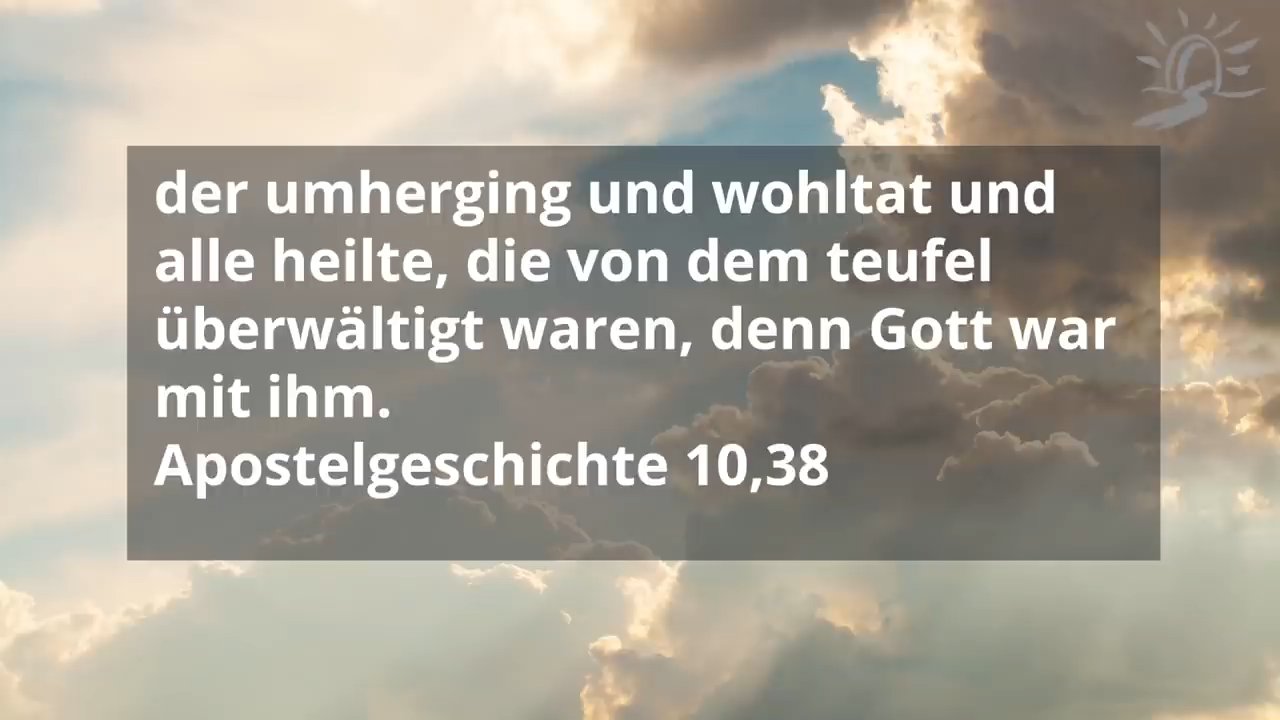 der umherging und wohltat und
alle heilte, die von dem teufel
überwältigt waren, denn Gott war
mit ihm.
Apostelgeschichte 10,38